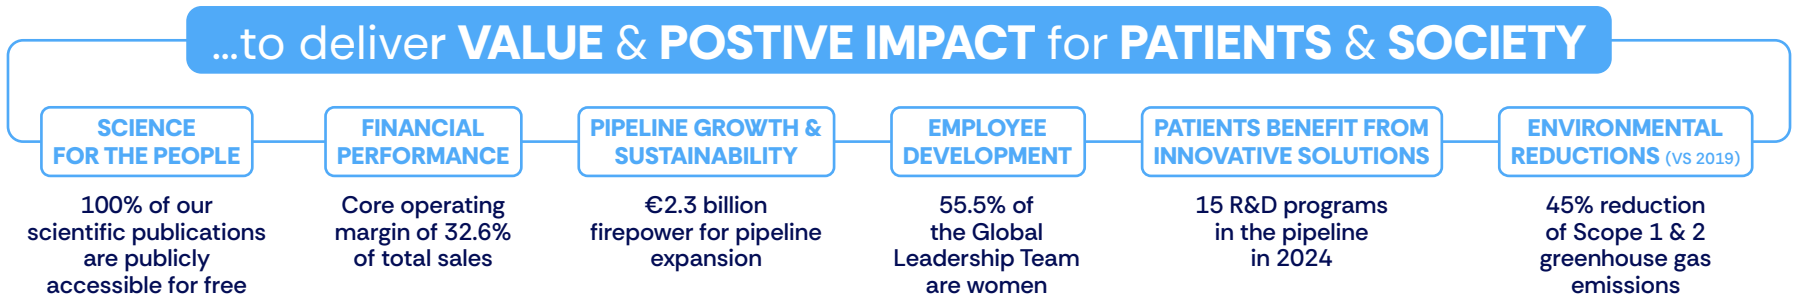 ...to deliver VALUE & POSTIVE IMPACT for PATIENTS & SOCIETY
SCIENCE
FOR THE PEOPLE
100% of our
scientific publications
are publicly
accessible for free
FINANCIAL
PERFORMANCE
Core operating
margin of 32.6%
of total sales
PIPELINE GROWTH &
SUSTAINABILITY
€2.3 billion
firepower for pipeline
expansion
EMPLOYEE
DEVELOPMENT
55.5% of
the Global
Leadership Team
are women
PATIENTS BENEFIT FROM
INNOVATIVE SOLUTIONS
15 R&D programs
in the pipeline
in 2024
ENVIRONMENTAL
REDUCTIONS (VS 2019)
45% reduction
of Scope 1 & 2
greenhouse gas
emissions